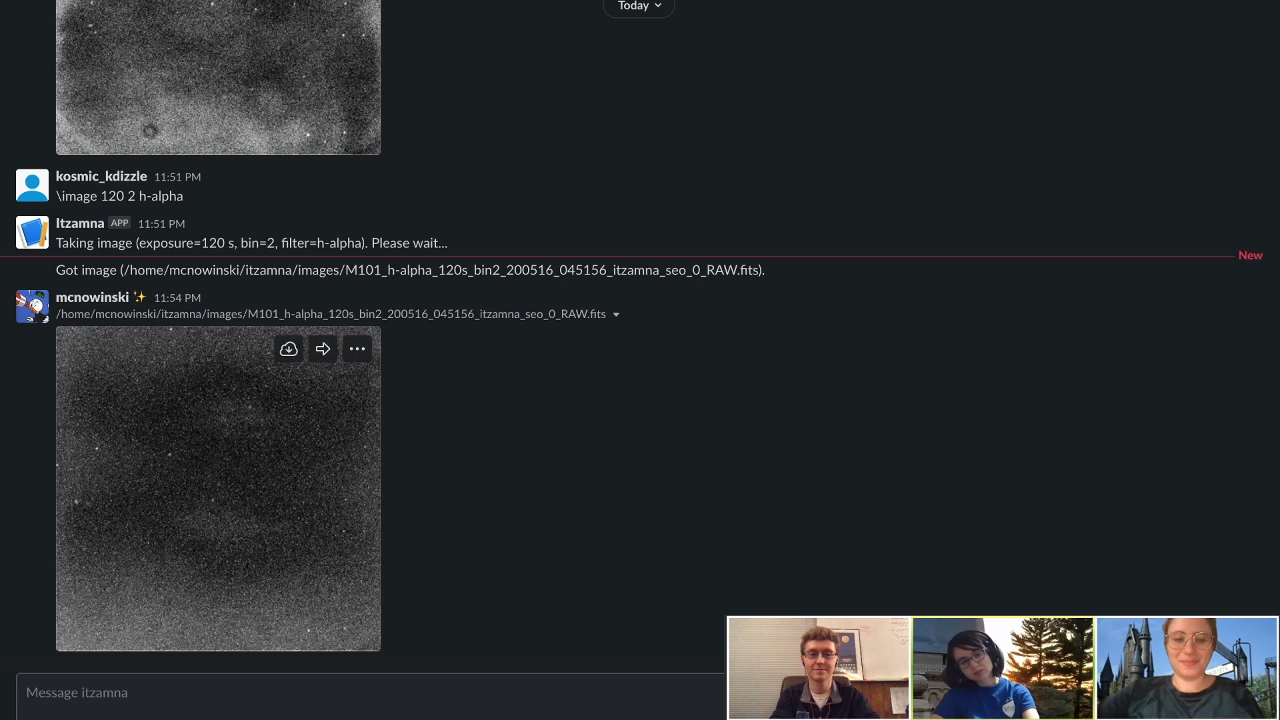 Today
kosmic_kdizzle 11:51 PM
\image 120 2 h-alpha
Itzamna APP 11:51 PM
Taking image (exposure=120 s, bin=2, filter=h-alpha). Please wait...
New
Got image (/home/mcnowinski/itzamna/images/M101_h-alpha_120s_bin2_200516_045156_itzamna_seo_0_RAW.fits).
mcnowinski 11:54 PM
/home/mcnowinski/itzamna/images/M101_h-alpha_120s_bin2_200516_045156_itzamna_seo_0_RAW.fits
Message itzamna